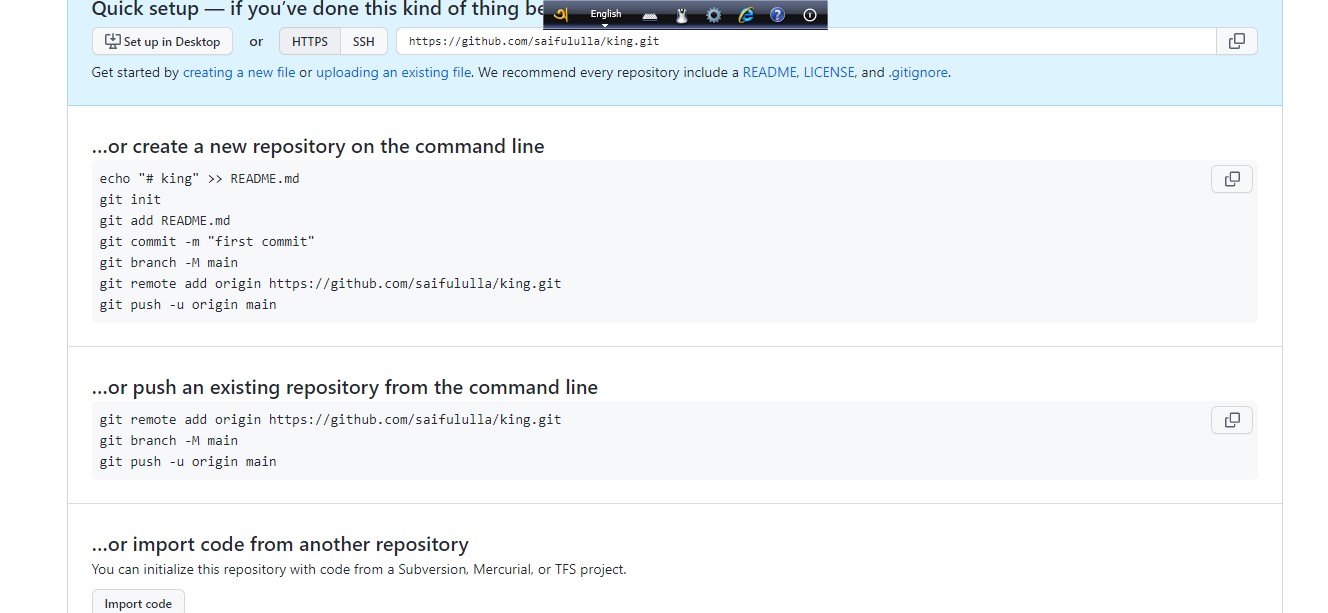 Quick setup — if you’ve done this kind of thing be
অ English
Set up in Desktop or HTTPS SSH https://github.com/saifululla/king.git
Get started by creating a new file or uploading an existing file. We recommend every repository include a README, LICENSE, and .gitignore.
…or create a new repository on the command line
echo "# king" >> README.md
git init
git add README.md
git commit -m "first commit"
git branch -M main
git remote add origin https://github.com/saifululla/king.git
git push -u origin main
…or push an existing repository from the command line
git remote add origin https://github.com/saifululla/king.git
git branch -M main
git push -u origin main
…or import code from another repository
You can initialize this repository with code from a Subversion, Mercurial, or TFS project.
Import code